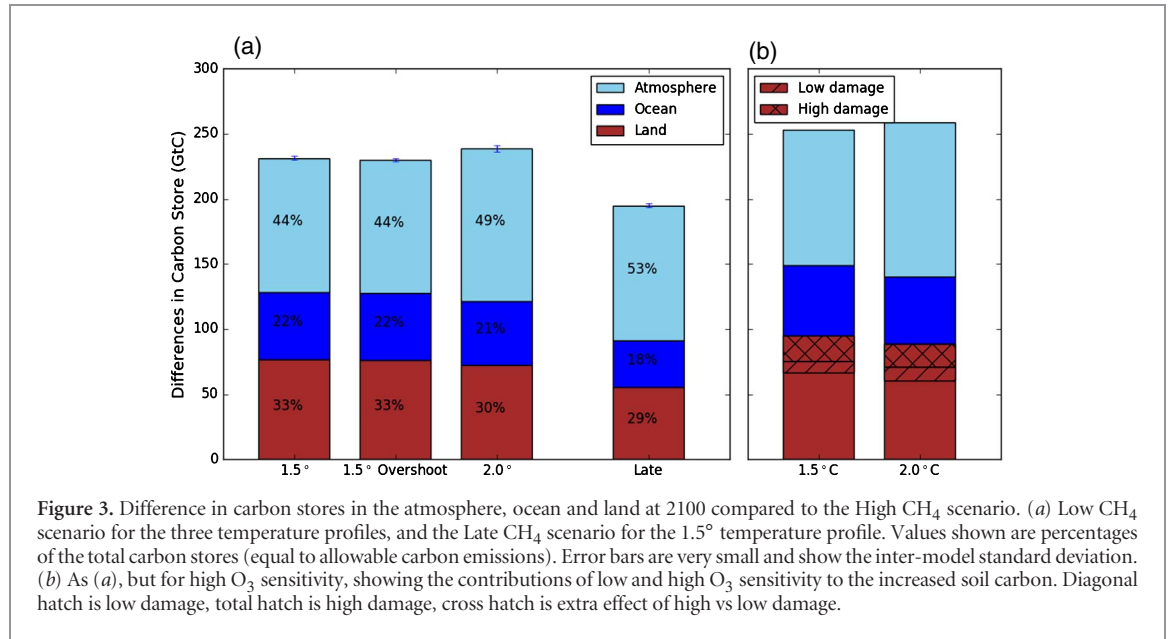 (a)
(b)
300
250
200
150
100
50
0
Differences in Carbon Store (GtC)
Atmosphere
Ocean
Land
Low damage
High damage
44%
44%
49%
53%
22%
22%
21%
18%
33%
33%
30%
29%
1.5°
1.5° Overshoot
2.0°
Late
1.5°C
2.0°C
Figure 3. Difference in carbon stores in the atmosphere, ocean and land at 2100 compared to the High CH₄ scenario. (a) Low CH₄
scenario for the three temperature profiles, and the Late CH₄ scenario for the 1.5° temperature profile. Values shown are percentages
of the total carbon stores (equal to allowable carbon emissions). Error bars are very small and show the inter-model standard deviation.
(b) As (a), but for high O₃ sensitivity, showing the contributions of low and high O₃ sensitivity to the increased soil carbon. Diagonal
hatch is low damage, total hatch is high damage, cross hatch is extra effect of high vs low damage.